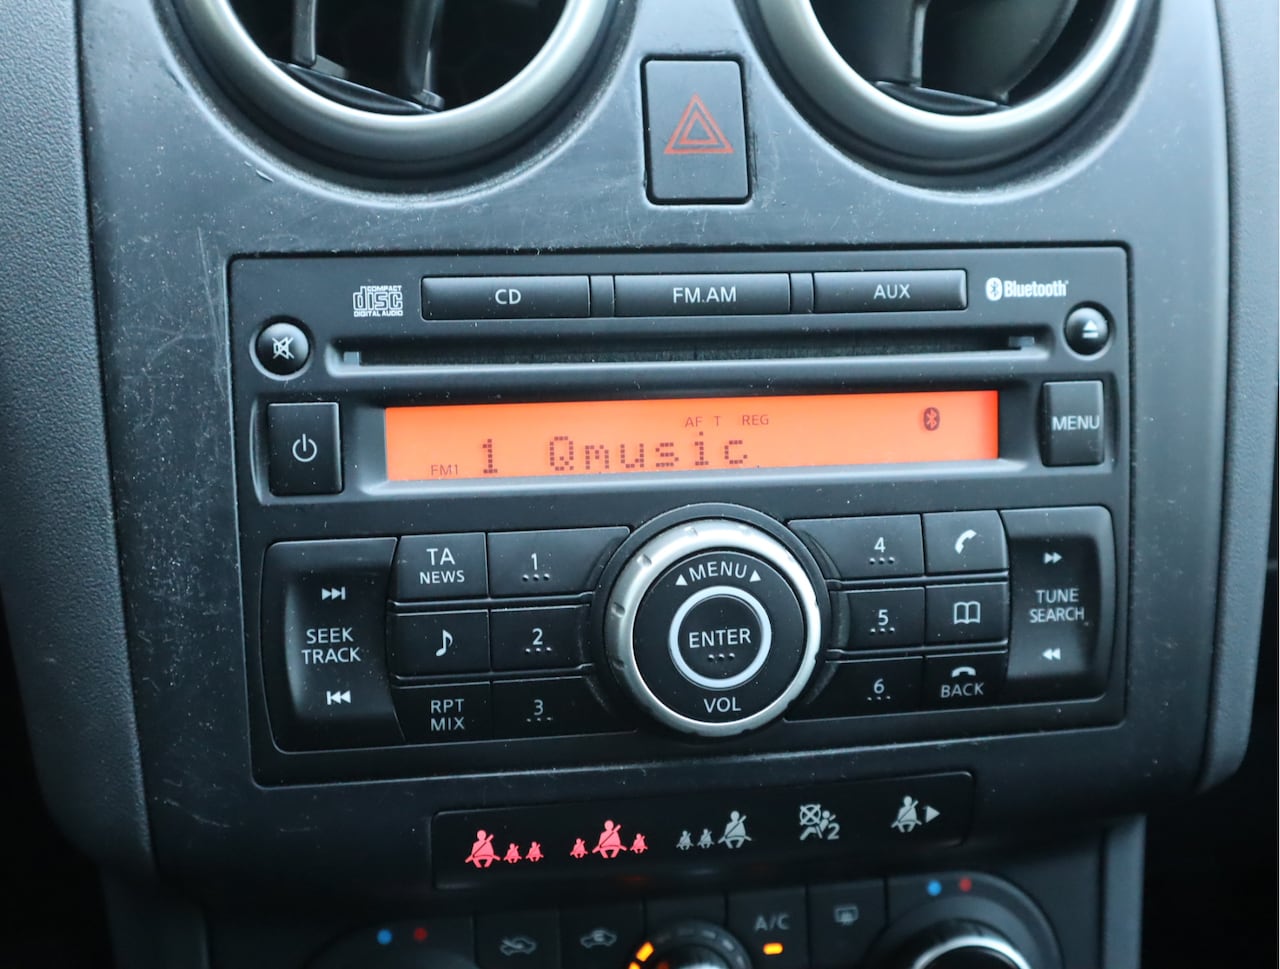 COMPACT
disc
DIGITAL AUDIO
CD
FM.AM
AUX
Bluetooth
AF T REG
FM1 1 Qmusic
MENU
SEEK
TRACK
TA
NEWS
1
2
RPT
MIX
3
MENU
ENTER
VOL
4
5
6
BACK
TUNE
SEARCH
2
A/C